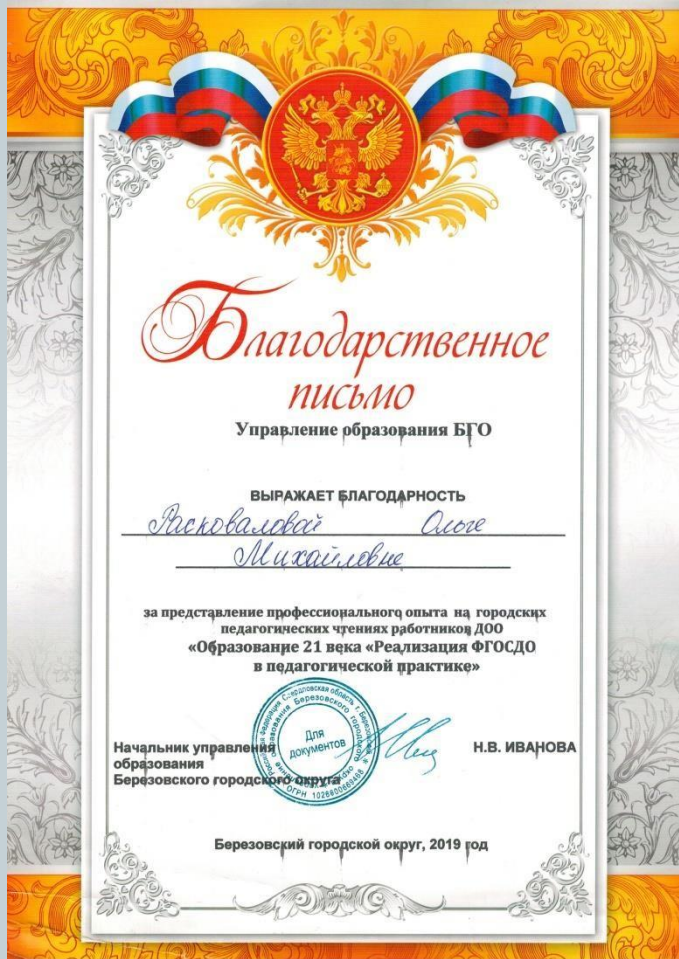 Благодарственное
письмо
Управление образования БГО
ВЫРАЖАЕТ БЛАГОДАРНОСТЬ
Расковаловой Ольге
Михайловне
за представление профессионального опыта на городских
педагогических чтениях работников ДОО
«Образование 21 века «Реализация ФГОСДО
в педагогической практике»
Начальник управления
образования
Березовского городского округа
Для
документов
Н.В. ИВАНОВА
Березовский городской округ, 2019 год